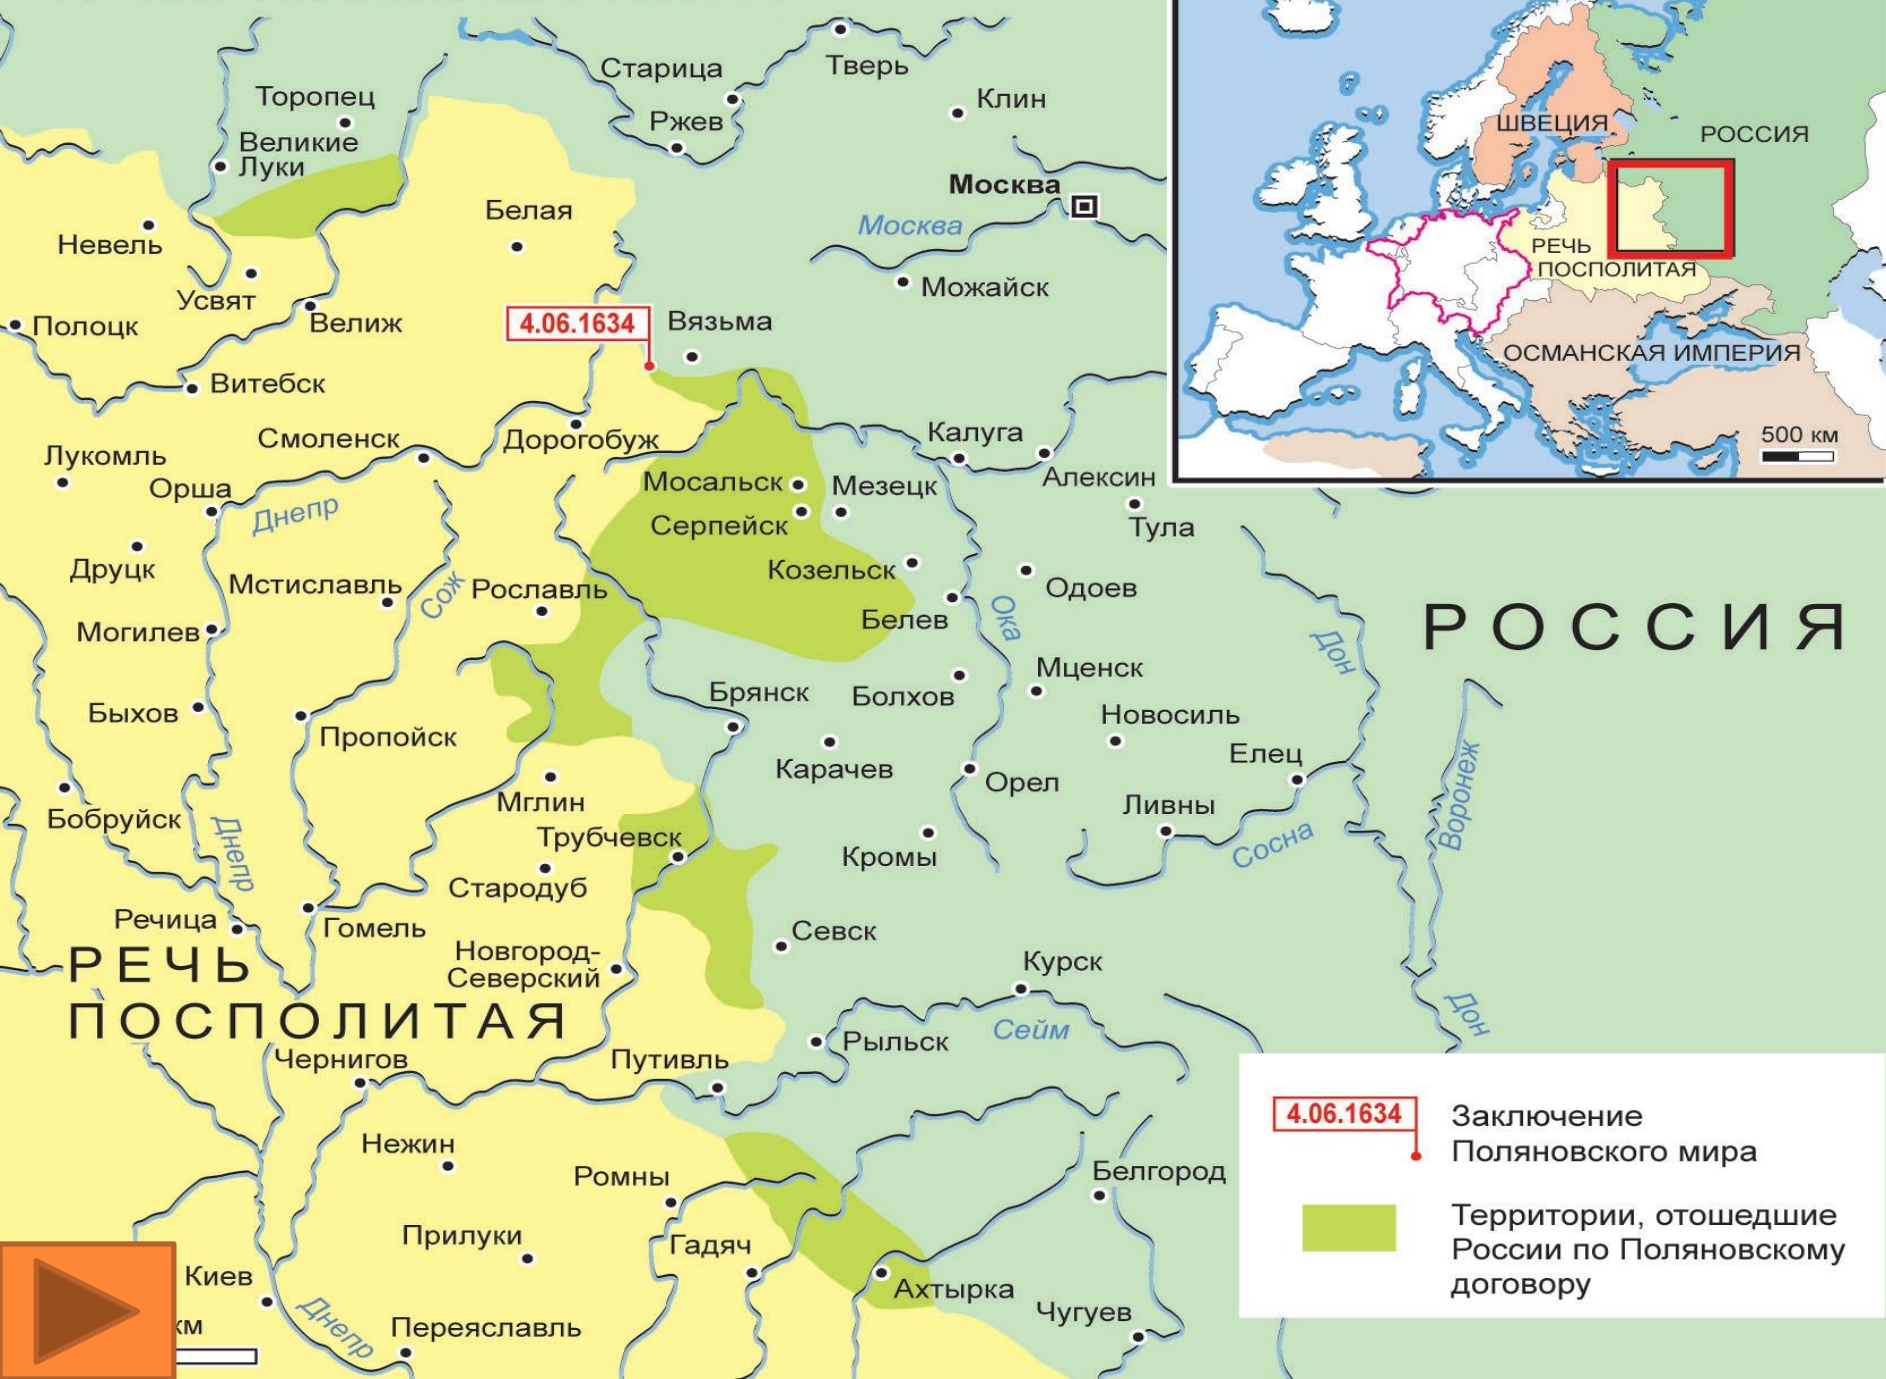 Старица
Тверь
Торопец
Клин
Ржев
Великие
Луки
Москва
Белая
Москва
Невель
Усвят
Можайск
Полоцк
Велиж
4.06.1634
Вязьма
Витебск
Смоленск
Дорогобуж
Калуга
Лукомль
Алексин
Орша
Мосальск
Мезецк
Днепр
Серпейск
Тула
Друцк
Козельск
Мстиславль
Сож
Рославль
Одоев
Ока
Белев
РОССИЯ
Могилев
Дон
Мценск
Брянск
Болхов
Быхов
Новосиль
Пропойск
Елец
Карачев
Орел
Воронеж
Мглин
Ливны
Бобруйск
Трубчевск
Сосна
Днепр
Кромы
Стародуб
Речица
Гомель
Севск
Новгород-
Северский
Курск
РЕЧЬ
ПОСПОЛИТАЯ
Дон
Сейм
Рыльск
Чернигов
Путивль
Нежин
Ромны
Белгород
Прилуки
Гадяч
Киев
Ахтырка
Чугуев
Днепр
Переяславль
км
ШВЕЦИЯ
РОССИЯ
РЕЧЬ
ПОСПОЛИТАЯ
ОСМАНСКАЯ ИМПЕРИЯ
500 км
4.06.1634
Заключение
Поляновского мира
Территории, отошедшие
России по Поляновскому
договору